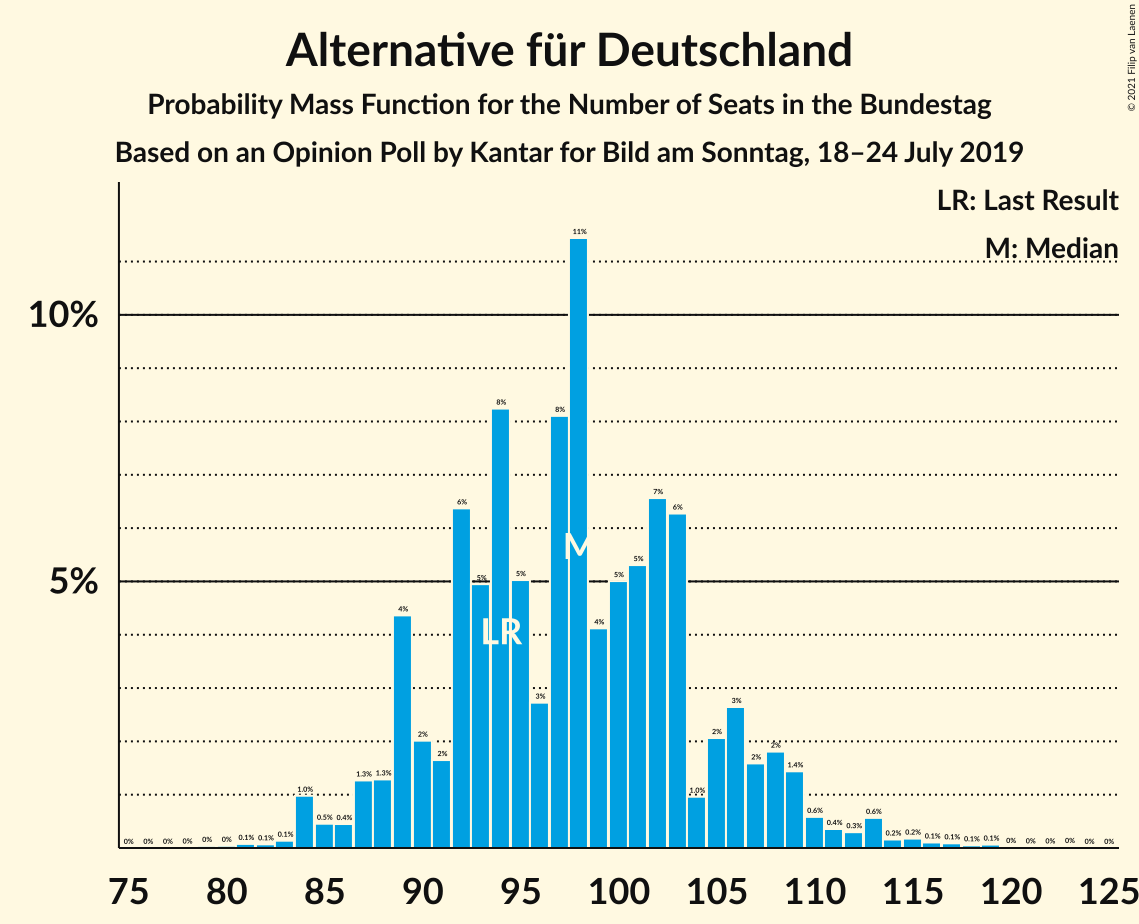 Alternative für Deutschland
Probability Mass Function for the Number of Seats in the Bundestag
Based on an Opinion Poll by Kantar for Bild am Sonntag, 18–24 July 2019
© 2021 Filip van Laenen
LR: Last Result
M: Median
10%
5%
0% 0% 0% 0% 0% 0% 0.1% 0.1% 0.1% 1.0% 0.5% 0.4% 1.3% 1.3% 4% 2% 2% 6% 5% 8% 5% 3% 8% 11% 4% 5% 5% 7% 6% 1.0% 2% 3% 2% 2% 1.4% 0.6% 0.4% 0.3% 0.6% 0.2% 0.2% 0.1% 0.1% 0.1% 0.1% 0% 0% 0% 0% 0% 0%
M
LR
75 80 85 90 95 100 105 110 115 120 125